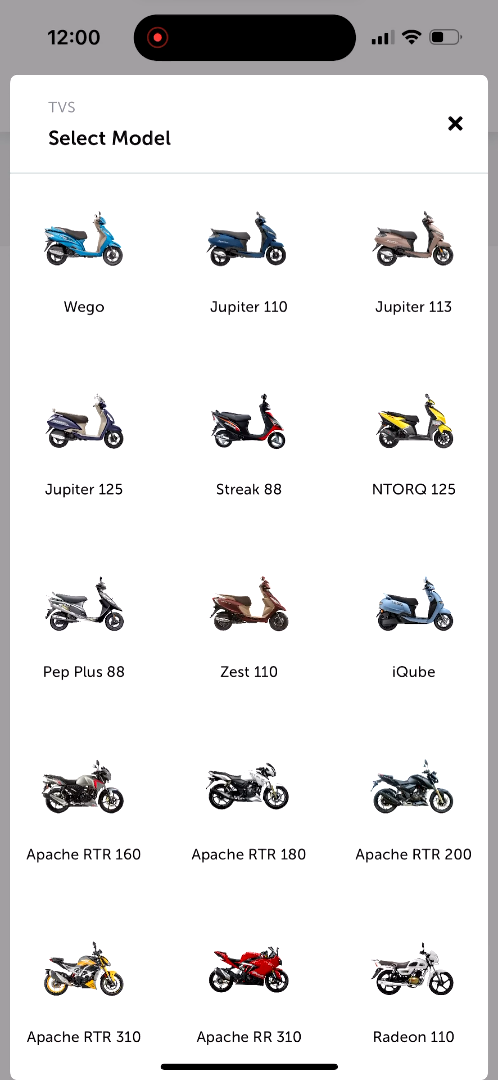 12:00
TVS
Select Model
Wego
Jupiter 110
Jupiter 113
Jupiter 125
Streak 88
NTORQ 125
Pep Plus 88
Zest 110
iQube
Apache RTR 160
Apache RTR 180
Apache RTR 200
Apache RTR 310
Apache RR 310
Radeon 110